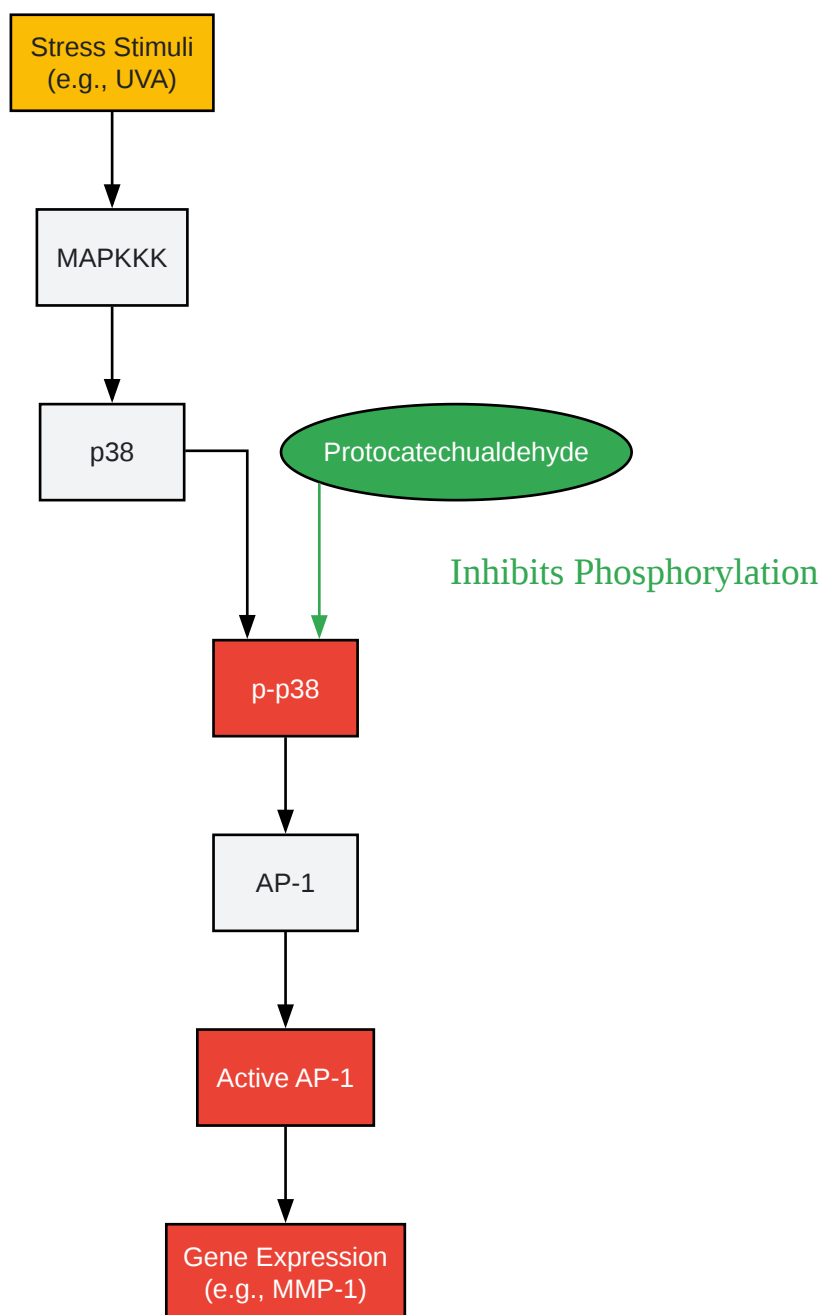 Stress Stimuli
(e.g., UVA)
MAPKKK
p38
Protocatechualdehyde
Inhibits Phosphorylation
p-p38
AP-1
Active AP-1
Gene Expression
(e.g., MMP-1)